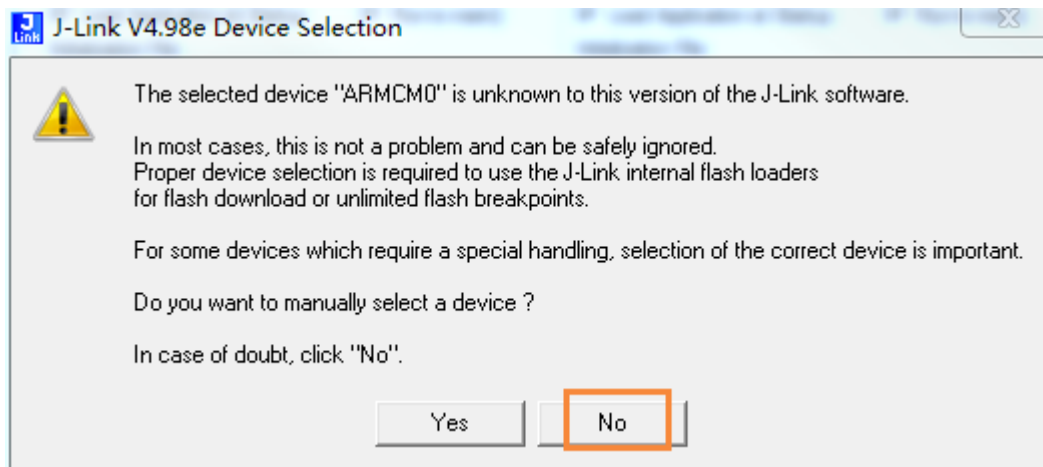 J-Link V4.98e Device Selection
The selected device "ARMCM0" is unknown to this version of the J-Link software.
In most cases, this is not a problem and can be safely ignored.
Proper device selection is required to use the J-Link internal flash loaders
for flash download or unlimited flash breakpoints.
For some devices which require a special handling, selection of the correct device is important.
Do you want to manually select a device ?
In case of doubt, click "No".
Yes No